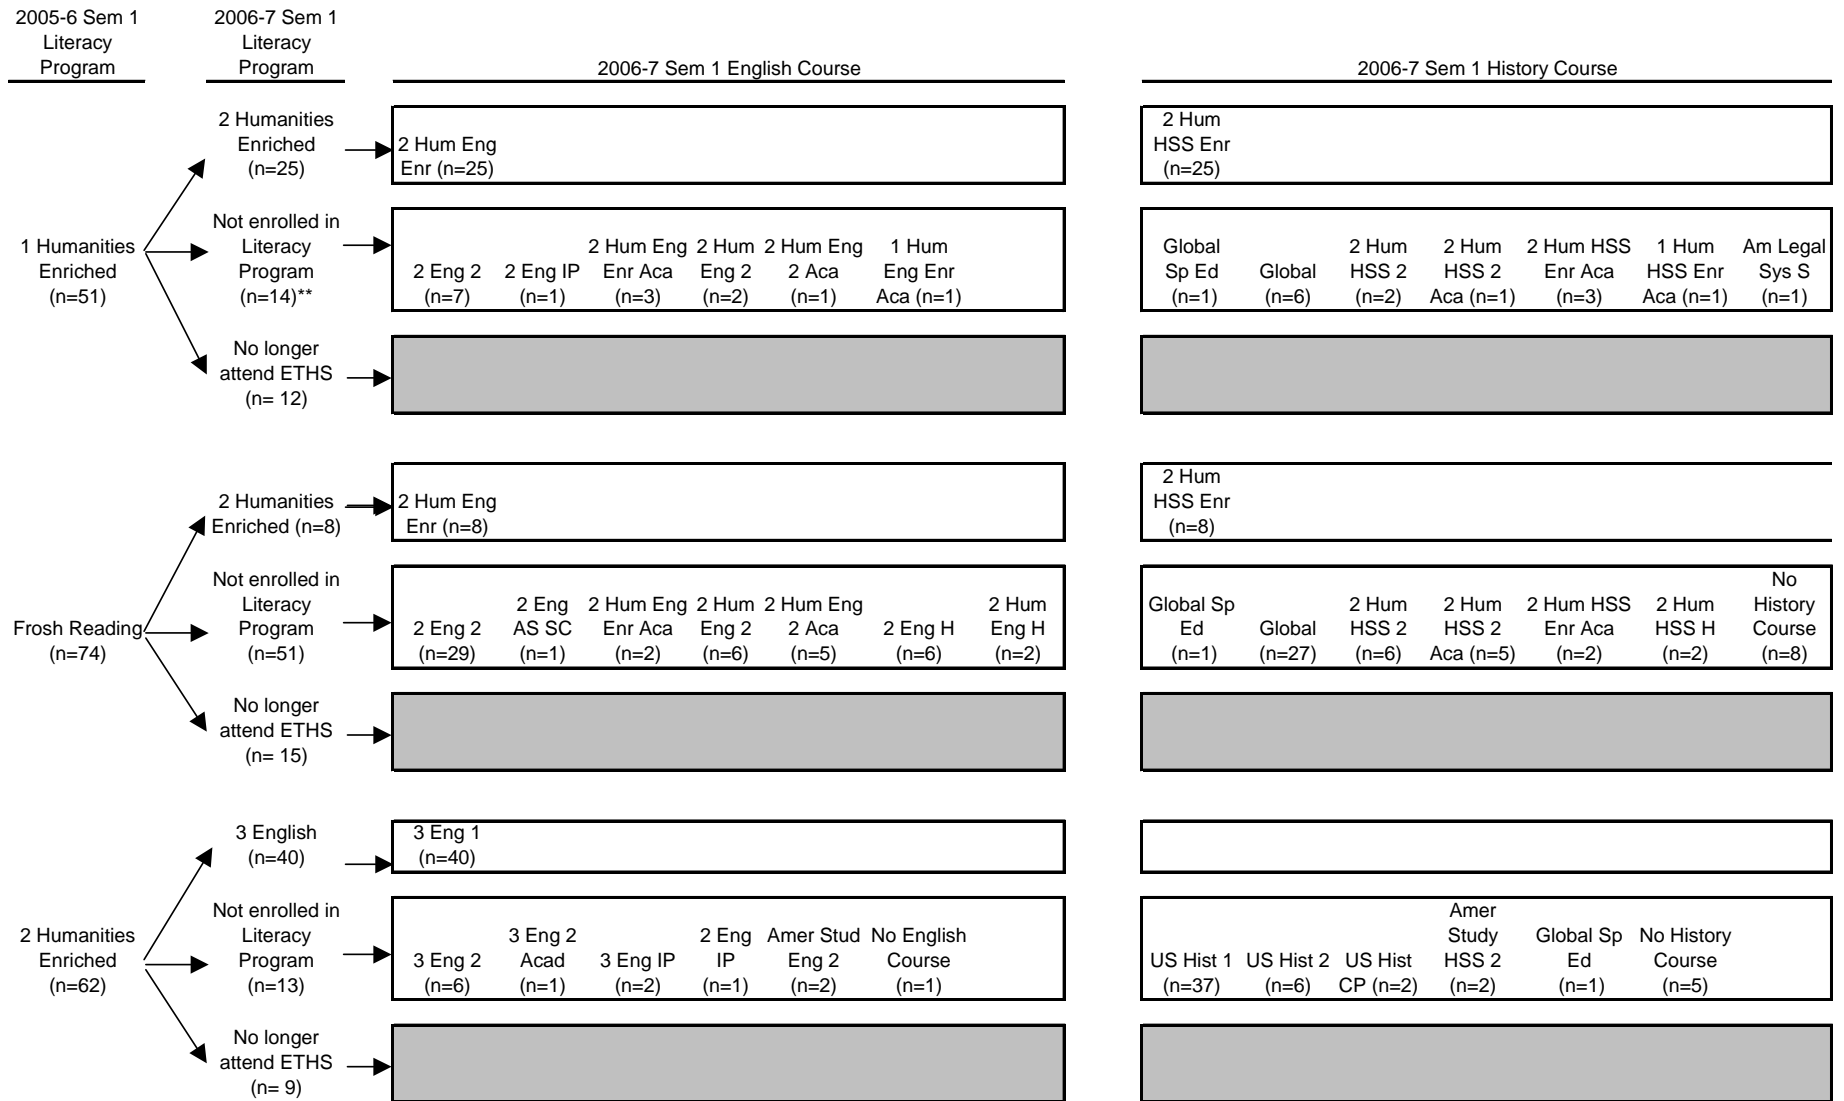 2005-6 Sem 1
Literacy
Program
2006-7 Sem 1
Literacy
Program
2006-7 Sem 1 English Course
2006-7 Sem 1 History Course
1 Humanities
Enriched
(n=51)
2 Humanities
Enriched
(n=25)
2 Hum Eng
Enr (n=25)
2 Hum
HSS Enr
(n=25)
Not enrolled in
Literacy
Program
(n=14)**
2 Eng 2
(n=7)
2 Eng IP
(n=1)
2 Hum Eng
Enr Aca
(n=3)
2 Hum
Eng 2
(n=2)
2 Hum Eng
2 Aca
(n=1)
1 Hum
Eng Enr
Aca (n=1)
Global
Sp Ed
(n=1)
Global
(n=6)
2 Hum
HSS 2
(n=2)
2 Hum
HSS 2
Aca (n=1)
2 Hum HSS
Enr Aca
(n=3)
1 Hum
HSS Enr
Aca (n=1)
Am Legal
Sys S
(n=1)
No longer
attend ETHS
(n= 12)
Frosh Reading
(n=74)
2 Humanities
Enriched (n=8)
2 Hum Eng
Enr (n=8)
2 Hum
HSS Enr
(n=8)
Not enrolled in
Literacy
Program
(n=51)
2 Eng 2
(n=29)
2 Eng
AS SC
(n=1)
2 Hum Eng
Enr Aca
(n=2)
2 Hum
Eng 2
(n=6)
2 Hum Eng
2 Aca
(n=5)
2 Eng H
(n=6)
2 Hum
Eng H
(n=2)
Global Sp
Ed
(n=1)
Global
(n=27)
2 Hum
HSS 2
(n=6)
2 Hum
HSS 2
Aca (n=5)
2 Hum HSS
Enr Aca
(n=2)
2 Hum
HSS H
(n=2)
No
History
Course
(n=8)
No longer
attend ETHS
(n= 15)
2 Humanities
Enriched
(n=62)
3 English
(n=40)
3 Eng 1
(n=40)
Not enrolled in
Literacy
Program
(n=13)
3 Eng 2
(n=6)
3 Eng 2
Acad
(n=1)
3 Eng IP
(n=2)
2 Eng
IP
(n=1)
Amer Stud
Eng 2
(n=2)
No English
Course
(n=1)
US Hist 1
(n=37)
US Hist 2
(n=6)
US Hist
CP (n=2)
Amer
Study
HSS 2
(n=2)
Global Sp
Ed
(n=1)
No History
Course
(n=5)
No longer
attend ETHS
(n= 9)